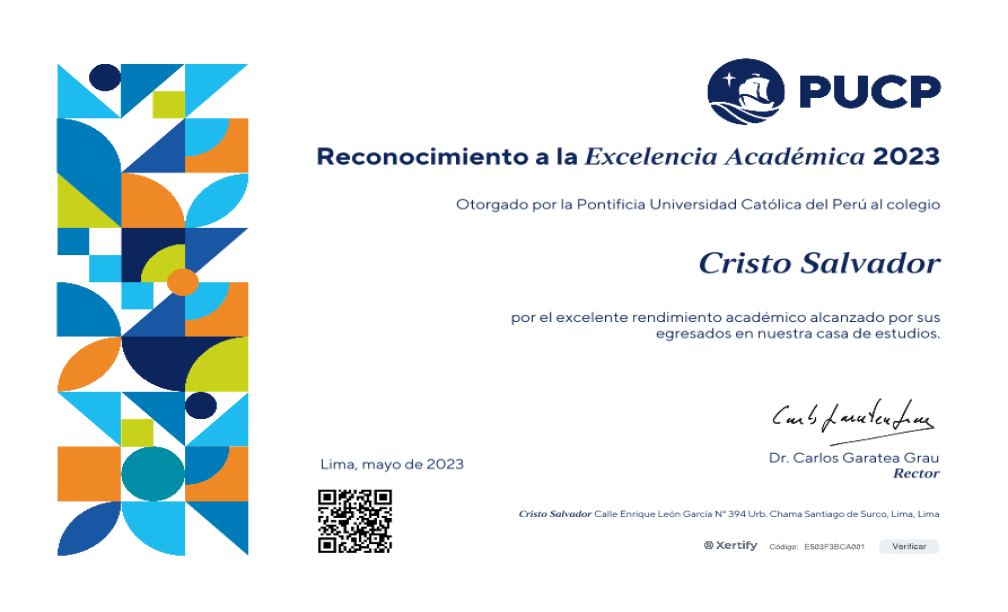 PUCP
Reconocimiento a la Excelencia Académica 2023
Otorgado por la Pontificia Universidad Católica del Perú al colegio
Cristo Salvador
por el excelente rendimiento académico alcanzado por sus
egresados en nuestra casa de estudios.
Dr. Carlos Garatea Grau
Rector
Lima, mayo de 2023
Cristo Salvador Calle Enrique León García N° 394 Urb. Chama Santiago de Surco, Lima, Lima
Xertify Código: E503F3BCA001 Verificar